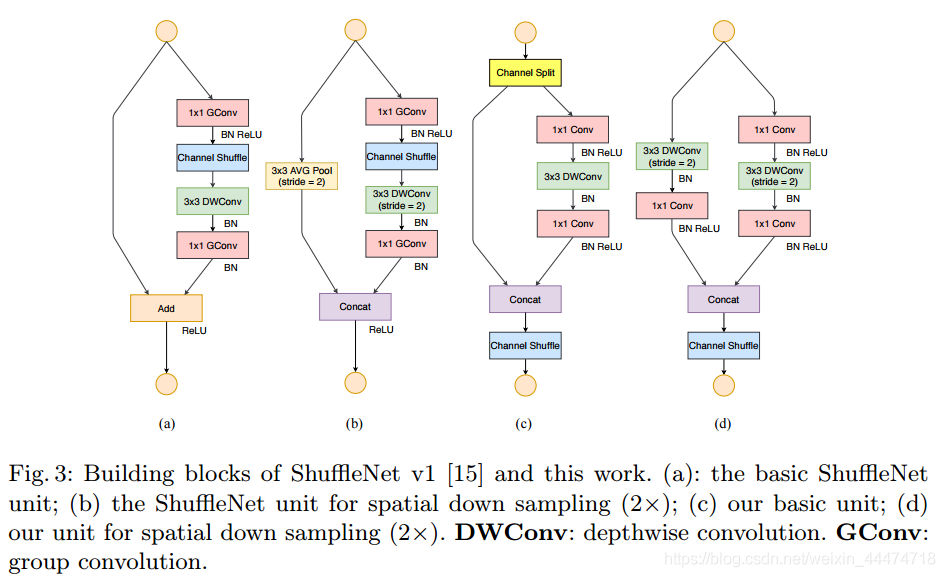 1x1 GConv
BN ReLU
Channel Shuffle
3x3 DWConv
BN
1x1 GConv
BN
Add
ReLU
(a)
3x3 AVG Pool
(stride = 2)
1x1 GConv
BN ReLU
Channel Shuffle
3x3 DWConv
(stride = 2)
BN
1x1 GConv
BN
Concat
ReLU
(b)
Channel Split
1x1 Conv
BN ReLU
3x3 DWConv
BN
1x1 Conv
BN ReLU
Concat
Channel Shuffle
(c)
3x3 DWConv
(stride = 2)
BN
1x1 Conv
BN ReLU
1x1 Conv
BN ReLU
3x3 DWConv
(stride = 2)
BN
1x1 Conv
BN ReLU
Concat
Channel Shuffle
(d)
Fig. 3: Building blocks of ShuffleNet v1 [15] and this work. (a): the basic ShuffleNet
unit; (b) the ShuffleNet unit for spatial down sampling (2×); (c) our basic unit; (d)
our unit for spatial down sampling (2×). DWConv: depthwise convolution. GConv:
group convolution.
https://blog.csdn.net/weixin_44474718